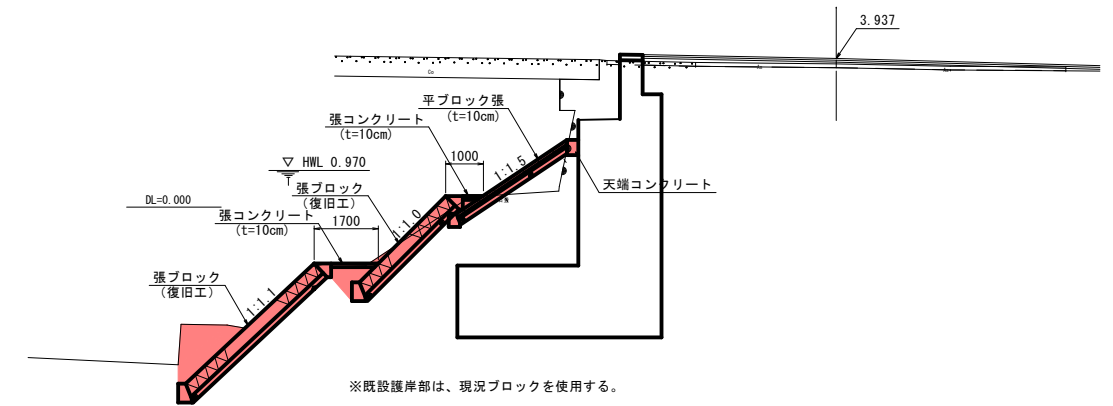 3.937
Co
As
平ブロック張
(t=10cm)
張コンクリート
(t=10cm)
1000
1:1.5
▽ HWL 0.970
天端コンクリート
張ブロック
(復旧工)
1:1.0
DL=0.000
張コンクリート
(t=10cm)
1700
張ブロック
(復旧工)
1:1.1
※既設護岸部は、現況ブロックを使用する。